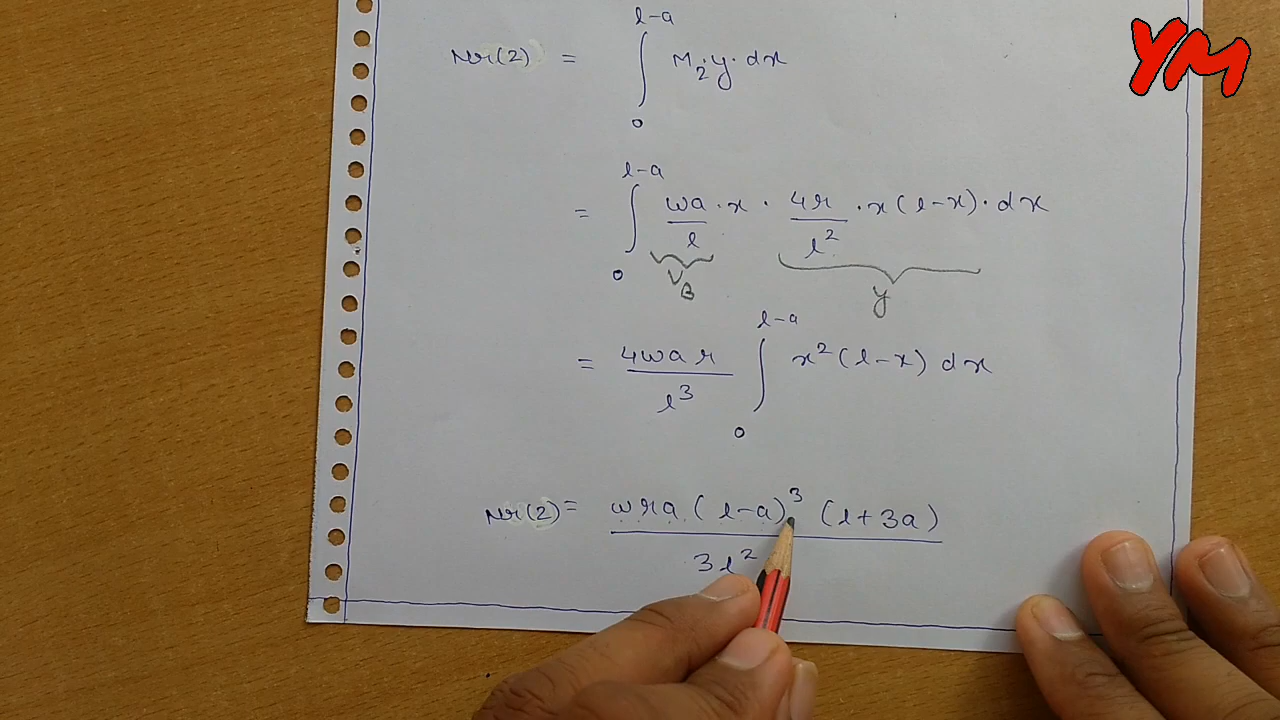 YM
Nr(2) = ∫₀^{l-a} M₂·y·dx
= ∫₀^{l-a} wa/l · x · 4r/l² · x(l-x)·dx
V_B y
= 4war/l³ ∫₀^{l-a} x²(l-x) dx
Nr(2) = wra(l-a)³(l+3a)/3l²